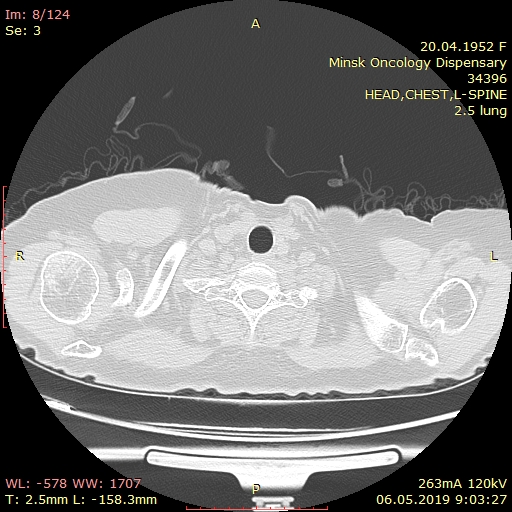 Im: 8/124
Se: 3
A
20.04.1952 F
Minsk Oncology Dispensary
34396
HEAD,CHEST,L-SPINE
2.5 lung
R
L
WL: -578 WW: 1707
T: 2.5mm L: -158.3mm
P
263mA 120kV
06.05.2019 9:03:27